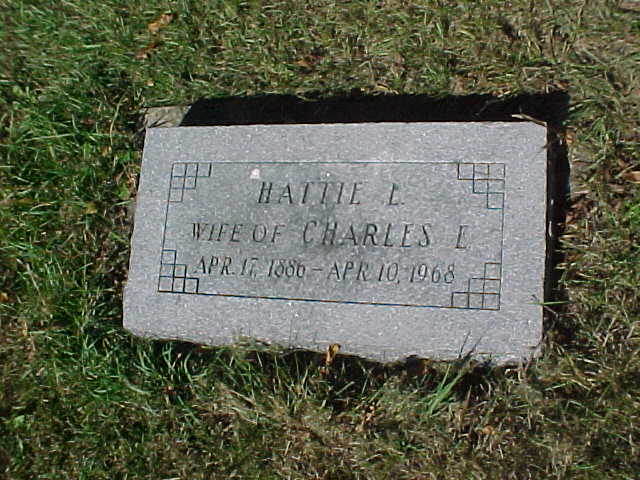 HATTIE L.
WIFE OF CHARLES E.
APR. 17, 1886 – APR. 10, 1968